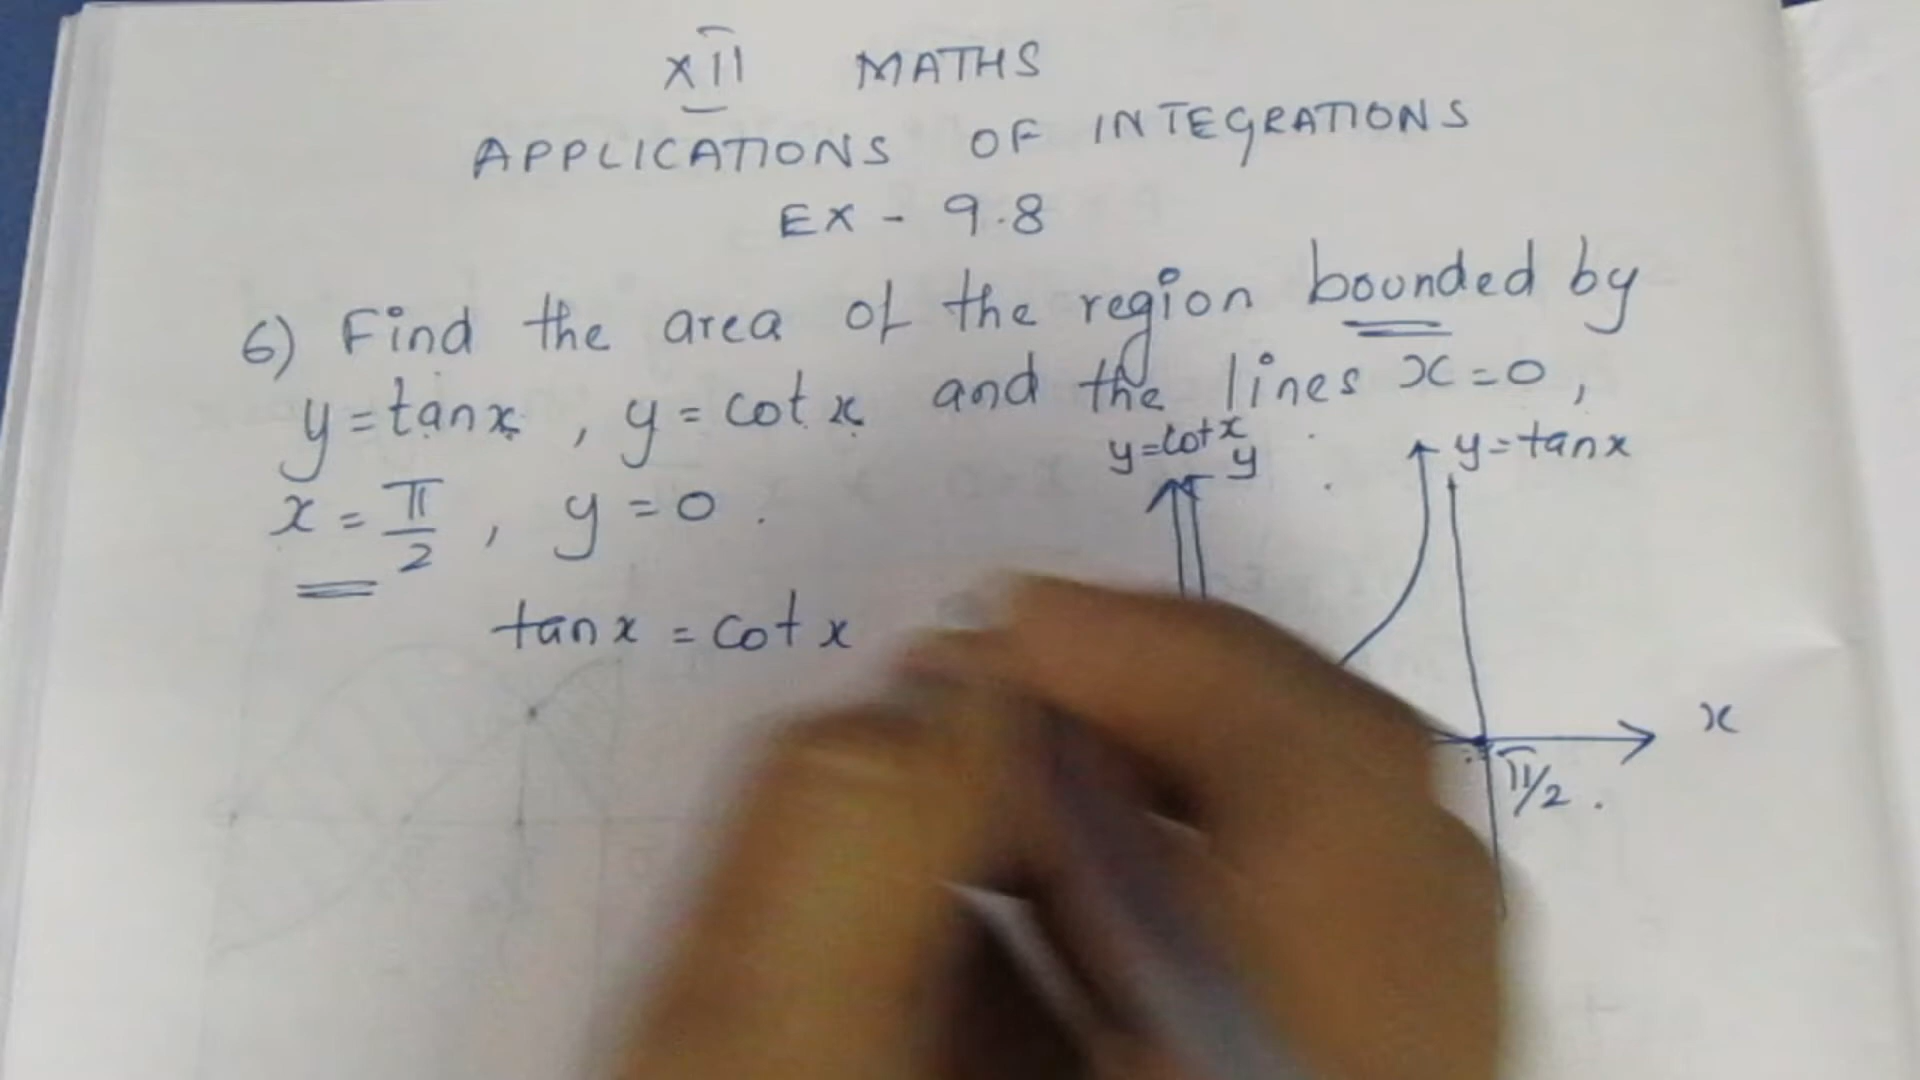 XII MATHS
APPLICATIONS OF INTEGRATIONS
EX - 9.8
6) Find the area of the region bounded by
y = tan x , y = cot x and the lines x = 0 ,
x = π/2 , y = 0 .
tan x = cot x
y = cot x
y
y = tan x
x
π/2 .